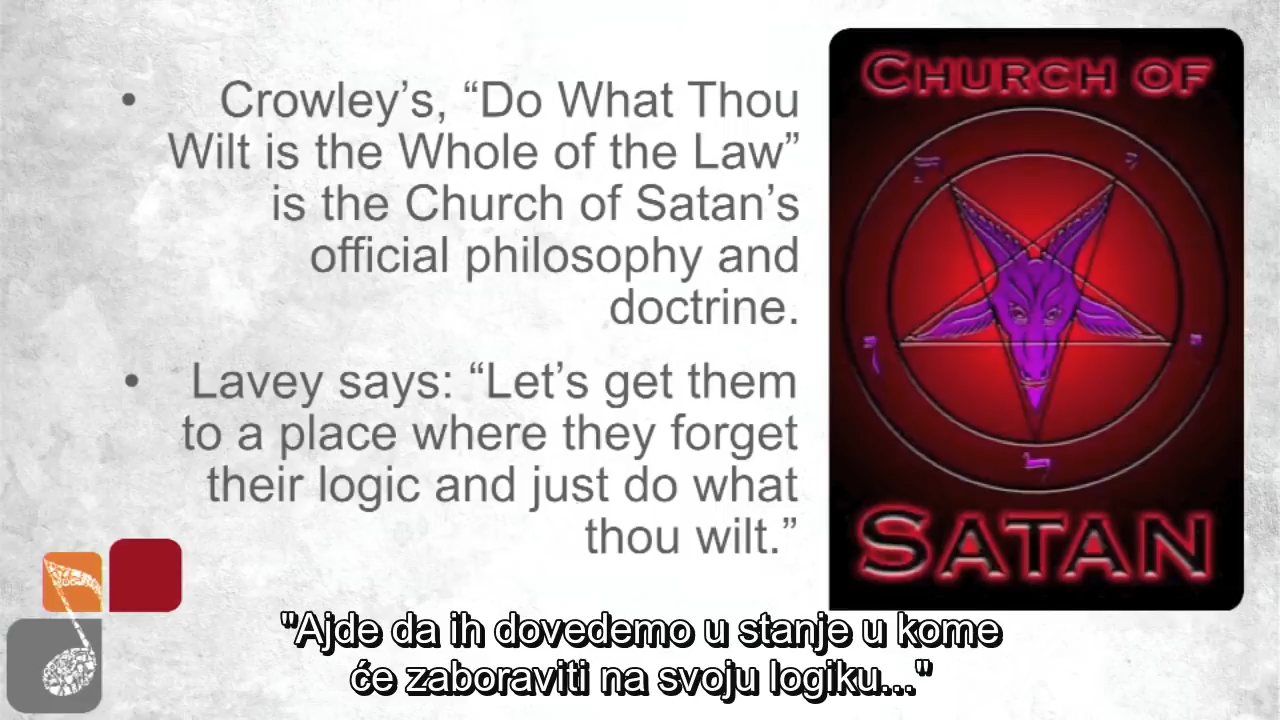 • Crowley’s, “Do What Thou
Wilt is the Whole of the Law”
is the Church of Satan’s
official philosophy and
doctrine.
• Lavey says: “Let’s get them
to a place where they forget
their logic and just do what
thou wilt.”
CHURCH OF
SATAN
"Ajde da ih dovedemo u stanje u kome
će zaboraviti na svoju logiku..."